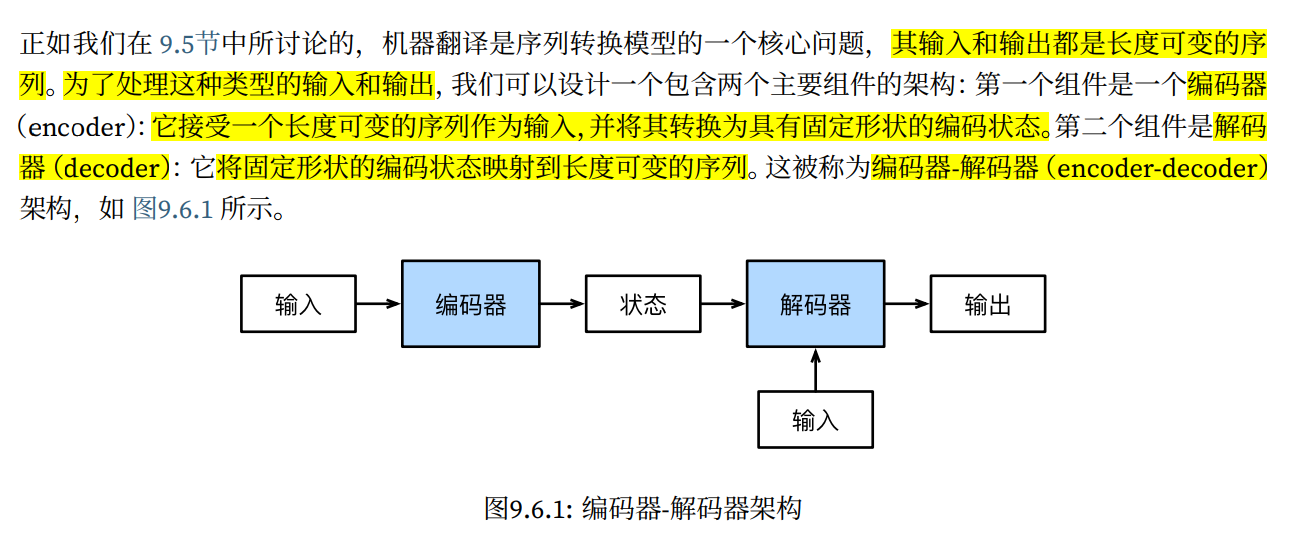 正如我们在 9.5节中所讨论的，机器翻译是序列转换模型的一个核心问题，其输入和输出都是长度可变的序
列。为了处理这种类型的输入和输出，我们可以设计一个包含两个主要组件的架构：第一个组件是一个编码器
（encoder）：它接受一个长度可变的序列作为输入，并将其转换为具有固定形状的编码状态。第二个组件是解码
器（decoder）：它将固定形状的编码状态映射到长度可变的序列。这被称为编码器-解码器（encoder-decoder）
架构，如 图9.6.1 所示。
输入
编码器
状态
解码器
输出
输入
图9.6.1: 编码器-解码器架构